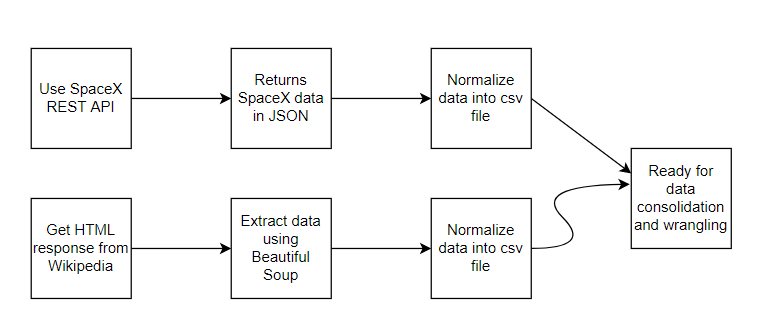 Use SpaceX
REST API
Returns
SpaceX data
in JSON
Normalize
data into csv
file
Get HTML
response from
Wikipedia
Extract data
using
Beautiful
Soup
Normalize
data into csv
file
Ready for
data
consolidation
and wrangling